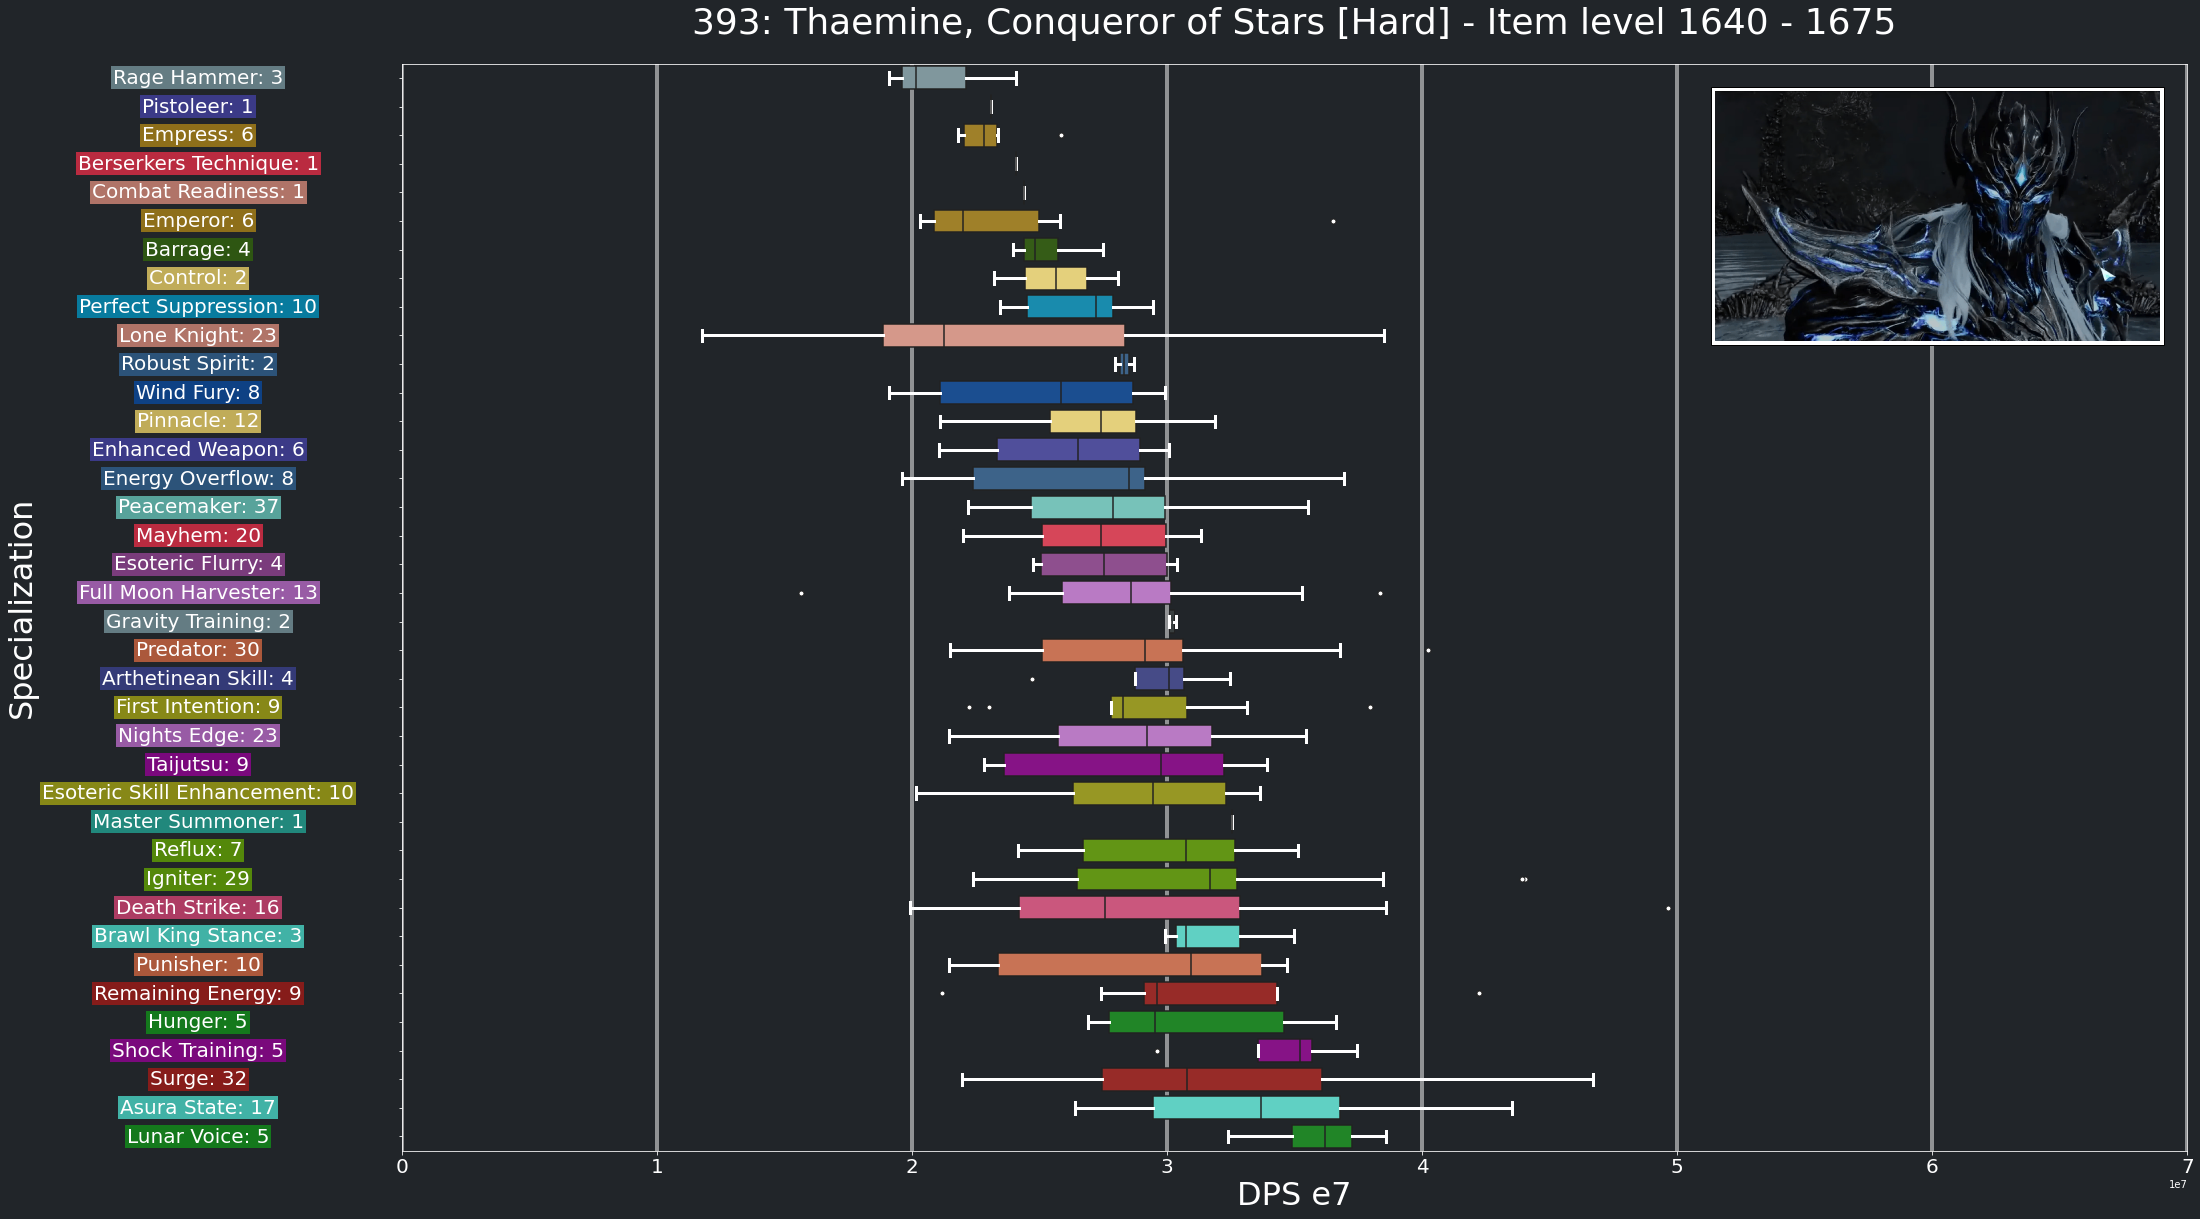 393: Thaemine, Conqueror of Stars [Hard] - Item level 1640 - 1675
Specialization
Rage Hammer: 3
Pistoleer: 1
Empress: 6
Berserkers Technique: 1
Combat Readiness: 1
Emperor: 6
Barrage: 4
Control: 2
Perfect Suppression: 10
Lone Knight: 23
Robust Spirit: 2
Wind Fury: 8
Pinnacle: 12
Enhanced Weapon: 6
Energy Overflow: 8
Peacemaker: 37
Mayhem: 20
Esoteric Flurry: 4
Full Moon Harvester: 13
Gravity Training: 2
Predator: 30
Arthetinean Skill: 4
First Intention: 9
Nights Edge: 23
Taijutsu: 9
Esoteric Skill Enhancement: 10
Master Summoner: 1
Reflux: 7
Igniter: 29
Death Strike: 16
Brawl King Stance: 3
Punisher: 10
Remaining Energy: 9
Hunger: 5
Shock Training: 5
Surge: 32
Asura State: 17
Lunar Voice: 5
0 1 2 3 4 5 6 7
1e7
DPS e7